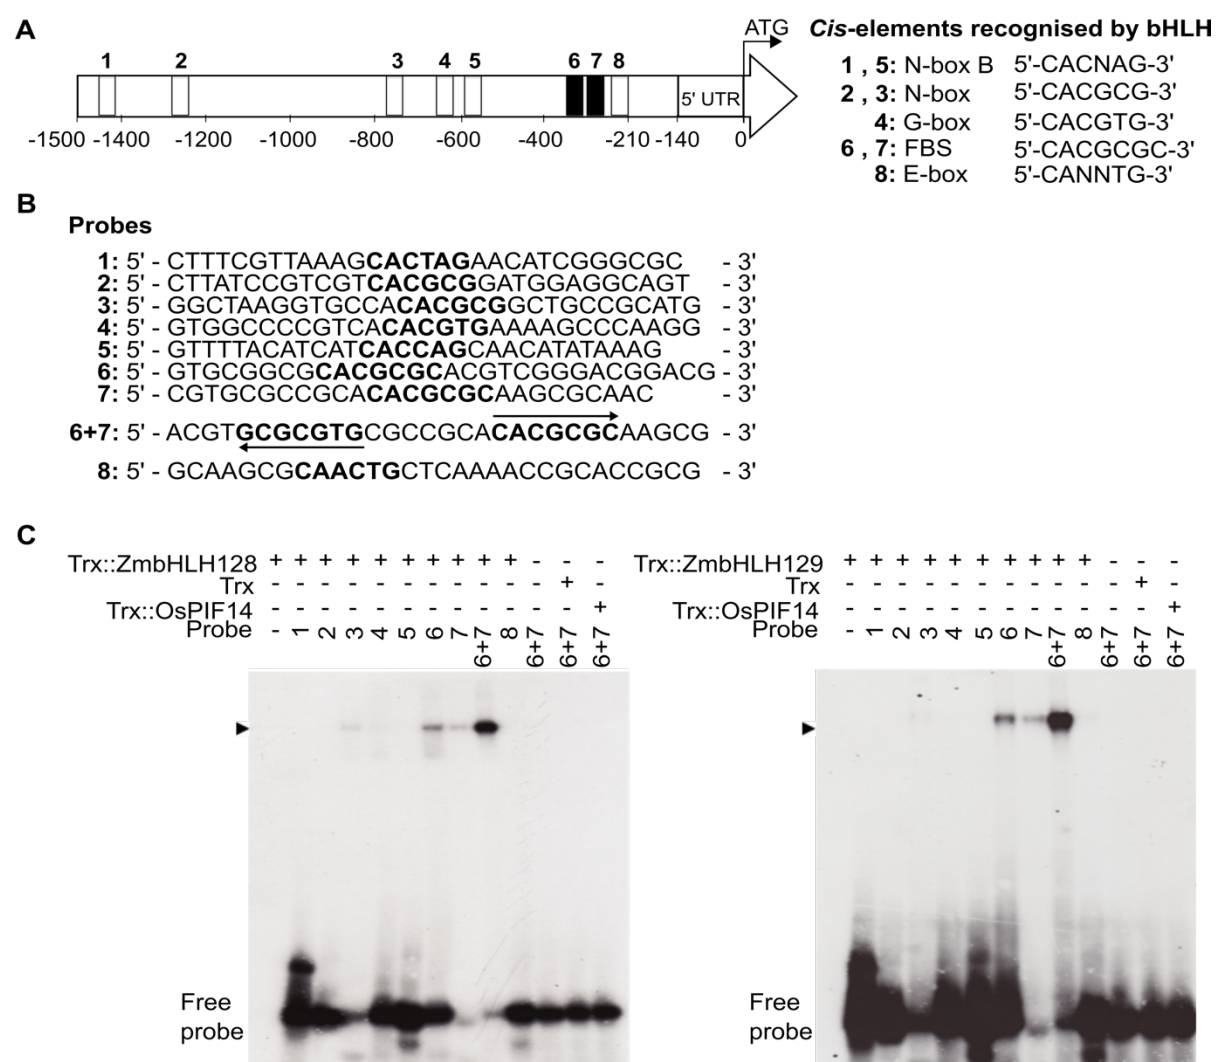 A
ATG
Cis-elements recognised by bHLH
1 2 3 4 5 6 7 8
5' UTR
-1500 -1400 -1200 -1000 -800 -600 -400 -210 -140 0
1 , 5: N-box B 5'-CACNAG-3'
2 , 3: N-box 5'-CACGCG-3'
4: G-box 5'-CACGTG-3'
6 , 7: FBS 5'-CACGCGC-3'
8: E-box 5'-CANNTG-3'
B
Probes
1: 5' - CTTTCGTTAAAGCACTAGAACATCGGGCGC - 3'
2: 5' - CTTATCCGTCGTCACGCGGATGGAGGCAGT - 3'
3: 5' - GGCTAAGGTGCCACACGCGGGCTGCCGCATG - 3'
4: 5' - GTGGCCCCGTCACACGTGAAAAGCCCAAGG - 3'
5: 5' - GTTTTACATCATCACCAGCAACATATAAAG - 3'
6: 5' - GTGCGGCGCACGCGCACGTCGGGACGGACG - 3'
7: 5' - CGTGCGCCGCACACGCGCAAGCGCAAC - 3'
6+7: 5' - ACGTGCGCGTGCGCCGCACACGCGCAAGCG - 3'
8: 5' - GCAAGCGCAACTGCTCAAAACCGCACCGCG - 3'
C
Trx::ZmbHLH128 + + + + + + + + + + - - -
Trx - - - - - - - - - - - + -
Trx::OsPIF14 - - - - - - - - - - - - +
Probe - 1 2 3 4 5 6 7 6+7 8 6+7 6+7 6+7
Free
probe
Trx::ZmbHLH129 + + + + + + + + + + - - -
Trx - - - - - - - - - - - + -
Trx::OsPIF14 - - - - - - - - - - - - +
Probe - 1 2 3 4 5 6 7 6+7 8 6+7 6+7 6+7
Free
probe